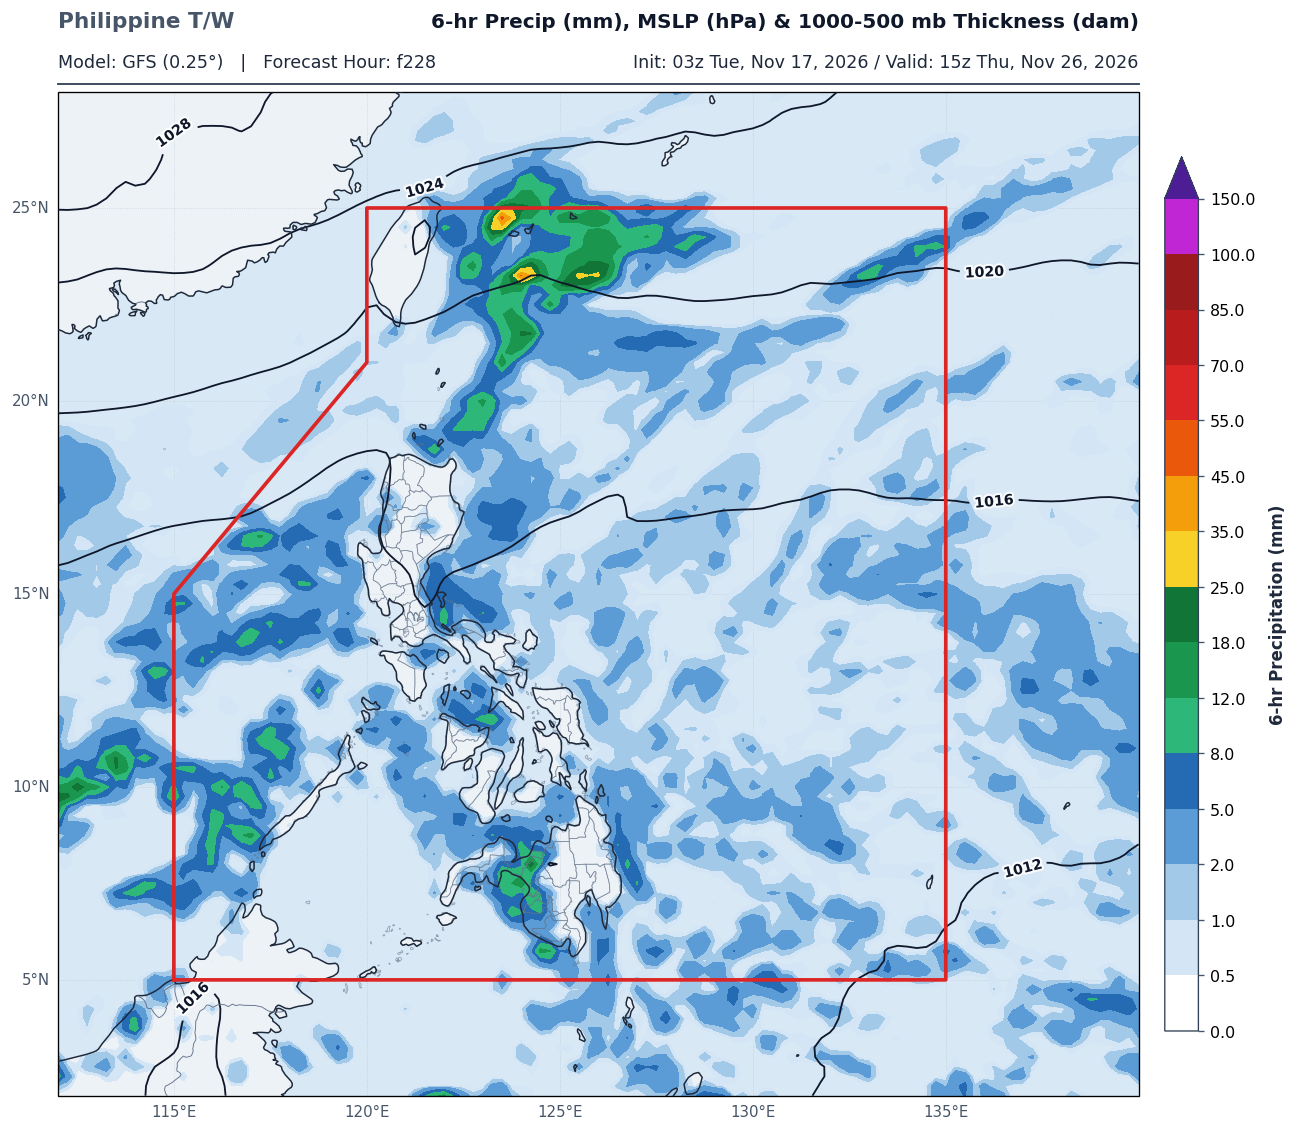 Philippine T/W
6-hr Precip (mm), MSLP (hPa) & 1000-500 mb Thickness (dam)
Model: GFS (0.25°) | Forecast Hour: f228
Init: 03z Tue, Nov 17, 2026 / Valid: 15z Thu, Nov 26, 2026
1028
1024
1020
1016
1012
1016
25°N
20°N
15°N
10°N
5°N
115°E
120°E
125°E
130°E
135°E
150.0
100.0
85.0
70.0
55.0
45.0
35.0
25.0
18.0
12.0
8.0
5.0
2.0
1.0
0.5
0.0
6-hr Precipitation (mm)